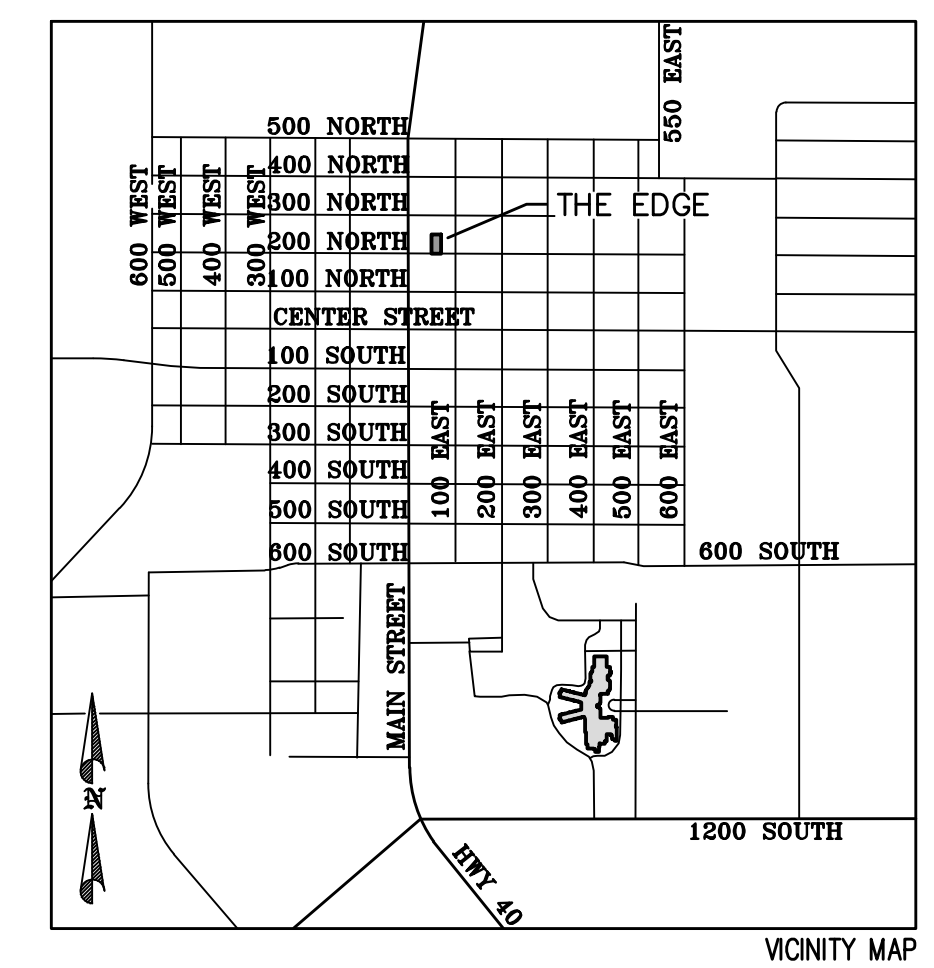 550 EAST
500 NORTH
400 NORTH
600 WEST
500 WEST
400 WEST
300 WEST
300 NORTH
THE EDGE
200 NORTH
100 NORTH
CENTER STREET
100 SOUTH
200 SOUTH
300 SOUTH
400 SOUTH
500 SOUTH
100 EAST
200 EAST
300 EAST
400 EAST
500 EAST
600 EAST
600 SOUTH
600 SOUTH
MAIN STREET
N
1200 SOUTH
HWY 40
VICINITY MAP